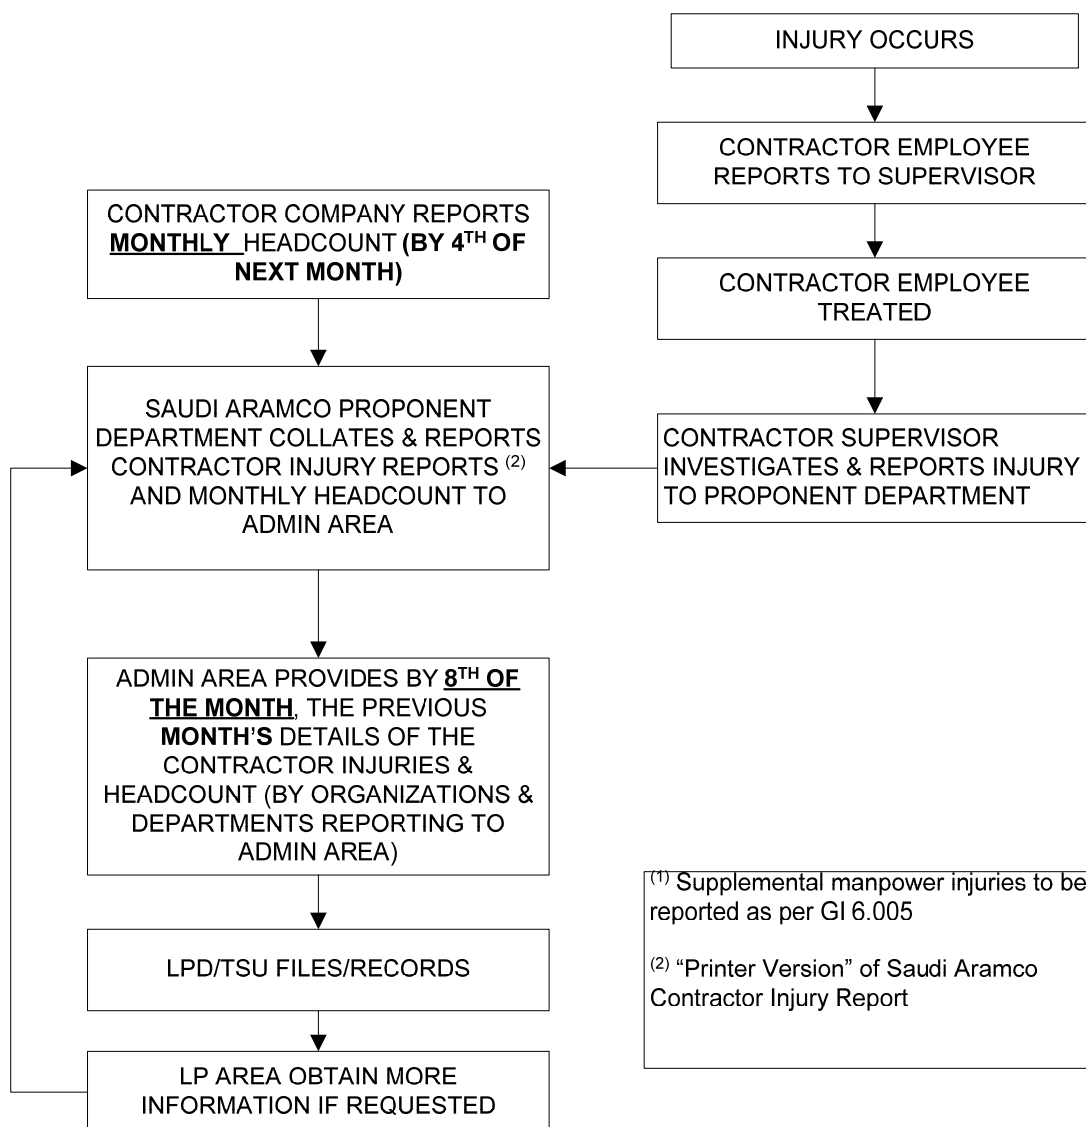 INJURY OCCURS
CONTRACTOR EMPLOYEE
REPORTS TO SUPERVISOR
CONTRACTOR EMPLOYEE
TREATED
CONTRACTOR SUPERVISOR
INVESTIGATES & REPORTS INJURY
TO PROPONENT DEPARTMENT
CONTRACTOR COMPANY REPORTS
MONTHLY HEADCOUNT (BY 4TH OF
NEXT MONTH)
SAUDI ARAMCO PROPONENT
DEPARTMENT COLLATES & REPORTS
CONTRACTOR INJURY REPORTS (2)
AND MONTHLY HEADCOUNT TO
ADMIN AREA
ADMIN AREA PROVIDES BY 8TH OF
THE MONTH, THE PREVIOUS
MONTH'S DETAILS OF THE
CONTRACTOR INJURIES &
HEADCOUNT (BY ORGANIZATIONS &
DEPARTMENTS REPORTING TO
ADMIN AREA)
LPD/TSU FILES/RECORDS
LP AREA OBTAIN MORE
INFORMATION IF REQUESTED
(1) Supplemental manpower injuries to be
reported as per GI 6.005
(2) “Printer Version” of Saudi Aramco
Contractor Injury Report